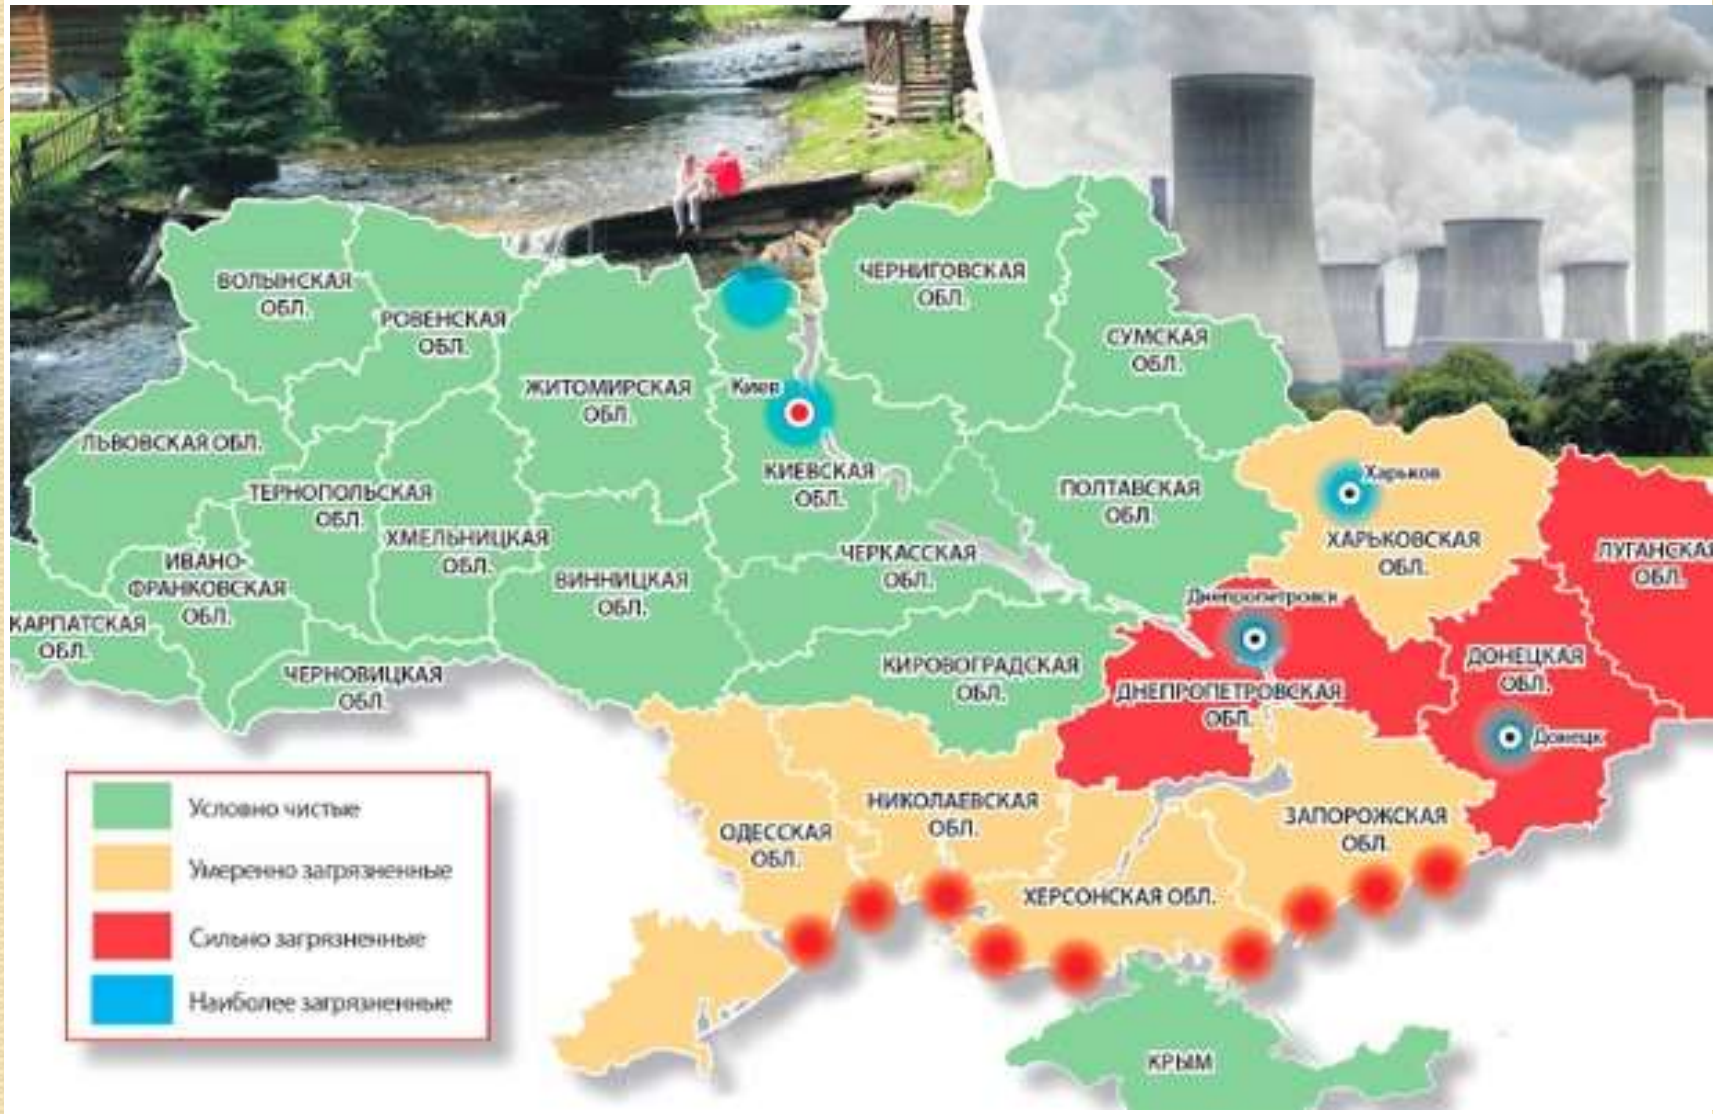 ВОЛЫНСКАЯ
ОБЛ.
РОВЕНСКАЯ
ОБЛ.
ЖИТОМИРСКАЯ
ОБЛ.
Киев
КИЕВСКАЯ
ОБЛ.
ЧЕРНИГОВСКАЯ
ОБЛ.
СУМСКАЯ
ОБЛ.
ЛЬВОВСКАЯ ОБЛ.
ТЕРНОПОЛЬСКАЯ
ОБЛ.
ХМЕЛЬНИЦКАЯ
ОБЛ.
ИВАНО-
ФРАНКОВСКАЯ
ОБЛ.
КАРПАТСКАЯ
ОБЛ.
ЧЕРНОВИЦКАЯ
ОБЛ.
ВИННИЦКАЯ
ОБЛ.
ЧЕРКАССКАЯ
ОБЛ.
ПОЛТАВСКАЯ
ОБЛ.
Харьков
ХАРЬКОВСКАЯ
ОБЛ.
ЛУГАНСКАЯ
ОБЛ.
КИРОВОГРАДСКАЯ
ОБЛ.
Днепропетровск
ДНЕПРОПЕТРОВСКАЯ
ОБЛ.
ДОНЕЦКАЯ
ОБЛ.
Донецк
ОДЕССКАЯ
ОБЛ.
НИКОЛАЕВСКАЯ
ОБЛ.
ХЕРСОНСКАЯ ОБЛ.
ЗАПОРОЖСКАЯ
ОБЛ.
КРЫМ
Условно чистые
Умеренно загрязненные
Сильно загрязненные
Наиболее загрязненные